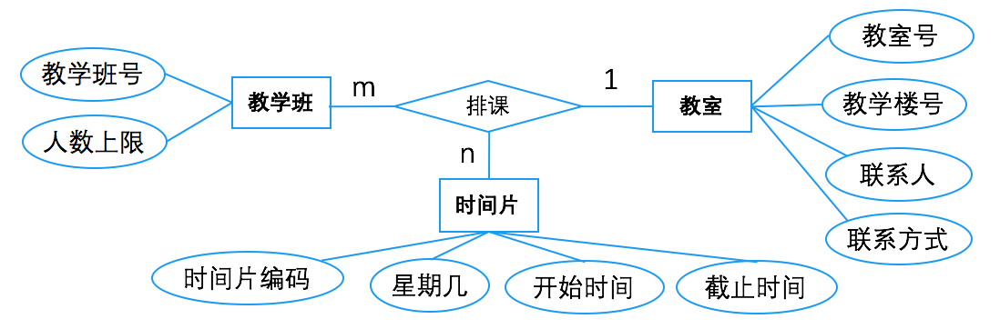 教室号
教学班号
教学班
m
排课
1
教室
教学楼号
人数上限
n
联系人
时间片
联系方式
时间片编码
星期几
开始时间
截止时间